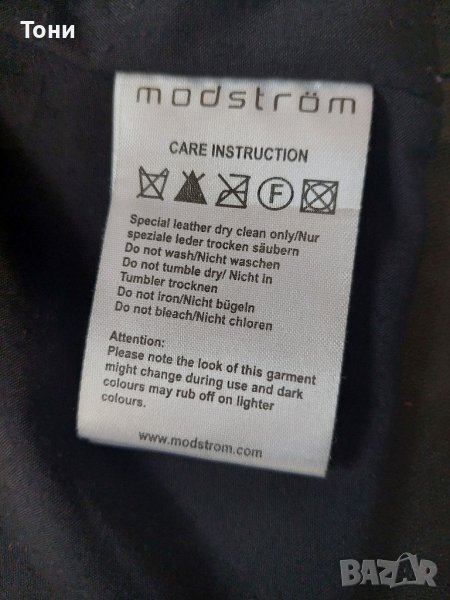 Тони
modström
CARE INSTRUCTION
F
Special leather dry clean only/Nur
speziale leder trocken säubern
Do not wash/Nicht waschen
Do not tumble dry/ Nicht in
Tumbler trocknen
Do not iron/Nicht bügeln
Do not bleach/Nicht chloren
Attention:
Please note the look of this garment
might change during use and dark
colours may rub off on lighter
colours.
www.modstrom.com
BAZAR